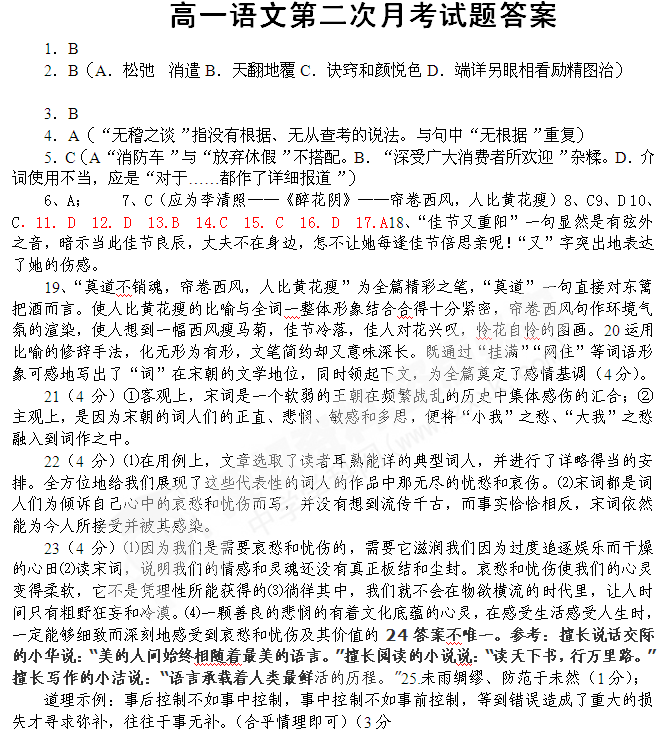 高一语文第二次月考试题答案
1．B
2．B（A．松弛  消遣 B．天翻地覆 C．诀窍和颜悦色 D．端详另眼相看励精图治）
3．B
4．A（“无稽之谈”指没有根据、无从查考的说法。与句中“无根据”重复）
5．C（A“消防车”与“放弃休假”不搭配。B．“深受广大消费者所欢迎”杂糅。D．介
词使用不当，应是“对于……都作了详细报道”）
6、A；    7、C（应为李清照——《醉花阴》——帘卷西风，人比黄花瘦）8、C9、D10、
C．11．D  12．D  13.B  14.C  15．C  16．D  17.A18、“佳节又重阳”一句显然是有弦外
之音，暗示当此佳节良辰，丈夫不在身边，怎不让她每逢佳节倍思亲呢！“又”字突出地表达
了她的伤感。
19、“莫道不销魂，帘卷西风，人比黄花瘦”为全篇精彩之笔，“莫道”一句直接对东篱
把酒而言。使人比黄花瘦的比喻与全词一整体形象结合合得十分紧密，帘卷西风句作环境气
氛的渲染，使人想到一幅西风瘦马菊，佳节冷落，佳人对花兴叹，怜花自怜的图画。20 运用
比喻的修辞手法，化无形为有形，文笔简约却又意味深长。既通过“挂满”“网住”等词语形
象可感地写出了“词”在宋朝的文学地位，同时领起下文，为全篇奠定了感情基调（4分）。
21（4 分）①客观上，宋词是一个软弱的王朝在频繁战乱的历史中集体感伤的汇合；②
主观上，是因为宋朝的词人们的正直、悲悯、敏感和多思，便将“小我”之愁、“大我”之愁
融入到词作之中。
22（4 分）⑴在用例上，文章选取了读者耳熟能详的典型词人，并进行了详略得当的安
排。全方位地给我们展现了这些代表性的词人的作品中那无尽的忧愁和哀伤。⑵宋词都是词
人们为倾诉自己心中的哀愁和忧伤而写，并没有想到流传千古，而事实恰恰相反，宋词依然
能为今人所接受并被其感染。
23（4 分）⑴因为我们是需要哀愁和忧伤的，需要它滋润我们因为过度追逐娱乐而干燥
的心田⑵读宋词，说明我们的情感和灵魂还没有真正板结和尘封。哀愁和忧伤使我们的心灵
变得柔软，它不是凭理性所能获得的⑶徜徉其中，我们就不会在物欲横流的时代里，让人时
间只有粗野狂妄和冷漠。⑷一颗善良的悲悯的有着文化底蕴的心灵，在感受生活感受人生时，
一定能够细致而深刻地感受到哀愁和忧伤及其价值的 24 答案不唯一。参考：擅长说话交际
的小华说：“美的人间始终相随着最美的语言。”擅长阅读的小说说：“读天下书，行万里路。”
擅长写作的小洁说：“语言承载着人类最鲜活的历程。”25.未雨绸缪、防范于未然（1分）；
道理示例：事后控制不如事中控制，事中控制不如事前控制，等到错误造成了重大的损
失才寻求弥补，往往于事无补。（合乎情理即可）（3分